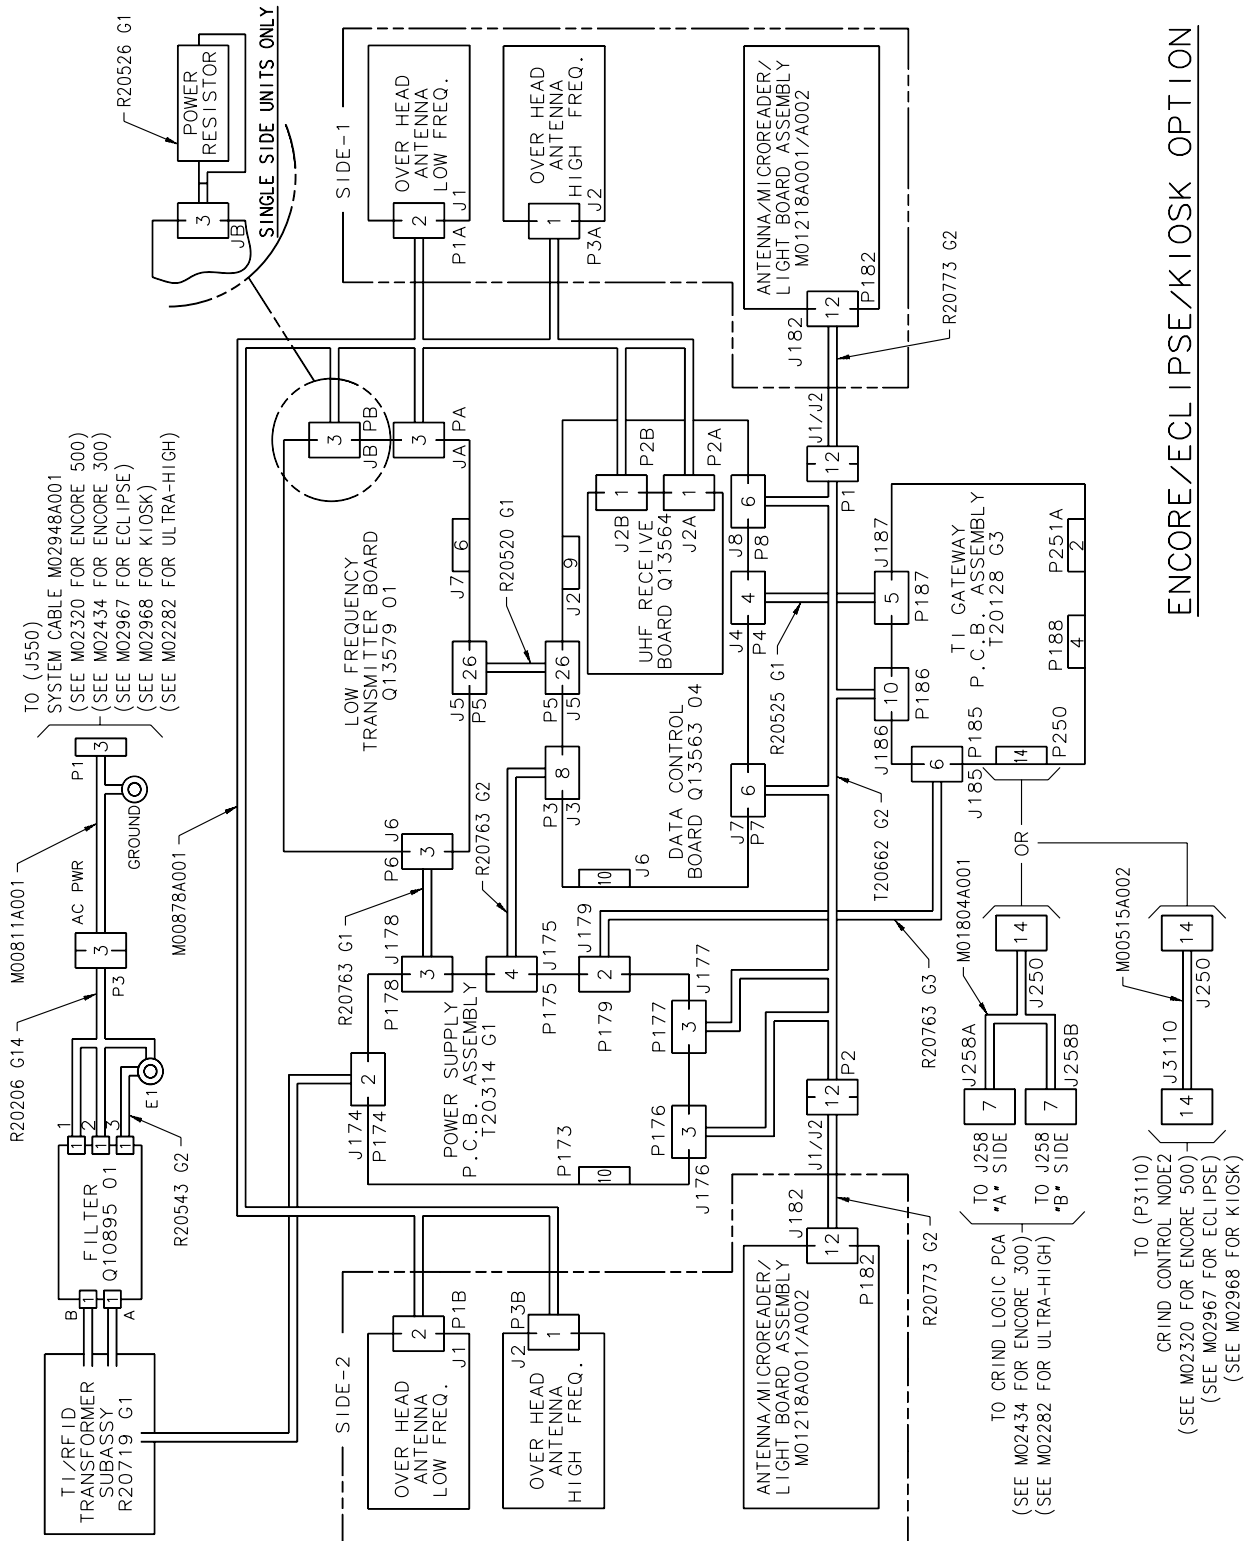 TI/RFID
TRANSFORMER
SUBASSY
R20719 G1
B
A
1
1
FILTER
Q10895 01
1
2
3
1
1
1
R20206 G14
E1
R20543 G2
P3
3
AC PWR
M00811A001
GROUND
P1
3
TO (J550)
SYSTEM CABLE M02948A001
(SEE M02320 FOR ENCORE 500)
(SEE M02434 FOR ENCORE 300)
(SEE M02967 FOR ECLIPSE)
(SEE M02968 FOR KIOSK)
(SEE M02282 FOR ULTRA-HIGH)
R20526 G1
POWER
RESISTOR
3
JB
SINGLE SIDE UNITS ONLY
M00878A001
SIDE-2
OVER HEAD
ANTENNA
LOW FREQ.
2
J1
P1B
OVER HEAD
ANTENNA
HIGH FREQ.
1
J2
P3B
ANTENNA/MICROREADER/
LIGHT BOARD ASSEMBLY
M01218A001/A002
J182
12
P182
R20773 G2
J1/J2
12
P2
J174
P174
2
POWER SUPPLY
P.C.B. ASSEMBLY
T20314 G1
P173
10
P178
J178
3
R20763 G1
P175
J175
4
R20763 G2
P179
J179
2
P177
J177
3
P176
J176
3
P6
J6
3
LOW FREQUENCY
TRANSMITTER BOARD
Q13579 01
J7
6
J5
P5
26
R20520 G1
JB
PB
3
JA
PA
3
P5
J5
26
J2
9
P3
J3
8
J6
10
DATA CONTROL
BOARD Q13563 04
J7
P7
6
UHF RECEIVE
BOARD Q13564
J2B
P2B
1
J2A
P2A
1
J8
P8
6
J4
P4
4
R20525 G1
SIDE-1
OVER HEAD
ANTENNA
LOW FREQ.
2
P1A
J1
OVER HEAD
ANTENNA
HIGH FREQ.
1
P3A
J2
ANTENNA/MICROREADER/
LIGHT BOARD ASSEMBLY
M01218A001/A002
J182
12
P182
R20773 G2
J1/J2
12
P1
T20662 G2
R20763 G3
TI GATEWAY
P.C.B. ASSEMBLY
T20128 G3
J187
5
P187
J186
10
P186
J185
P185
6
14
P250
P188
4
P251A
2
OR
M01804A001
14
J250
J258A
7
TO J258
"A" SIDE
J258B
7
TO J258
"B" SIDE
TO CRIND LOGIC PCA
(SEE M02434 FOR ENCORE 300)
(SEE M02282 FOR ULTRA-HIGH)
M00515A002
14
J250
J3110
14
TO (P3110)
CRIND CONTROL NODE2
(SEE M02320 FOR ENCORE 500)
(SEE M02967 FOR ECLIPSE)
(SEE M02968 FOR KIOSK)
ENCORE/ECLIPSE/KIOSK OPTION